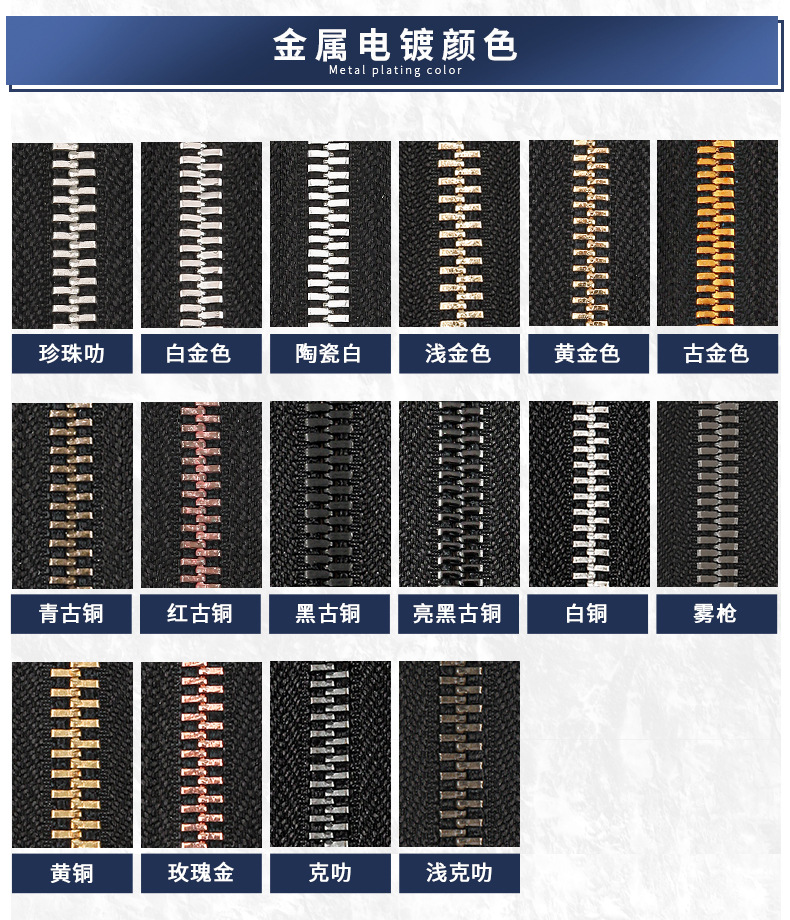 金属电镀颜色
Metal plating color
珍珠叻
白金色
陶瓷白
浅金色
黄金色
古金色
青古铜
红古铜
黑古铜
亮黑古铜
白铜
雾枪
黄铜
玫瑰金
克叻
浅克叻